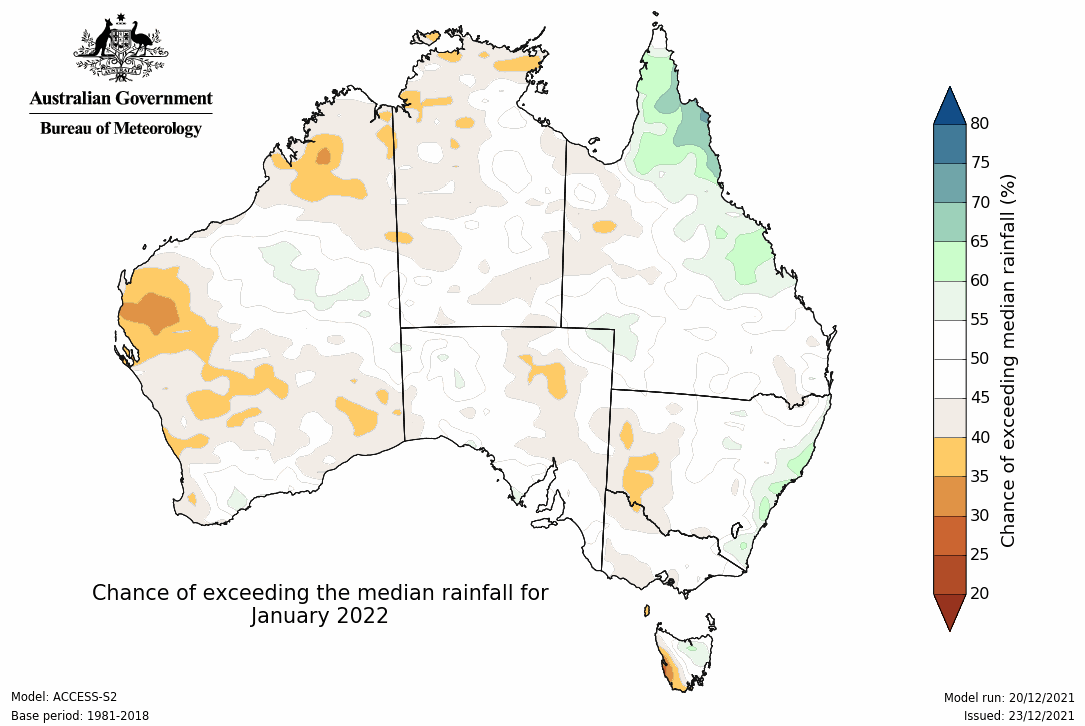 Australian Government
Bureau of Meteorology
80
75
70
65
60
55
50
45
40
35
30
25
20
Chance of exceeding median rainfall (%)
Chance of exceeding the median rainfall for
January 2022
Model: ACCESS-S2
Base period: 1981-2018
Model run: 20/12/2021
Issued: 23/12/2021